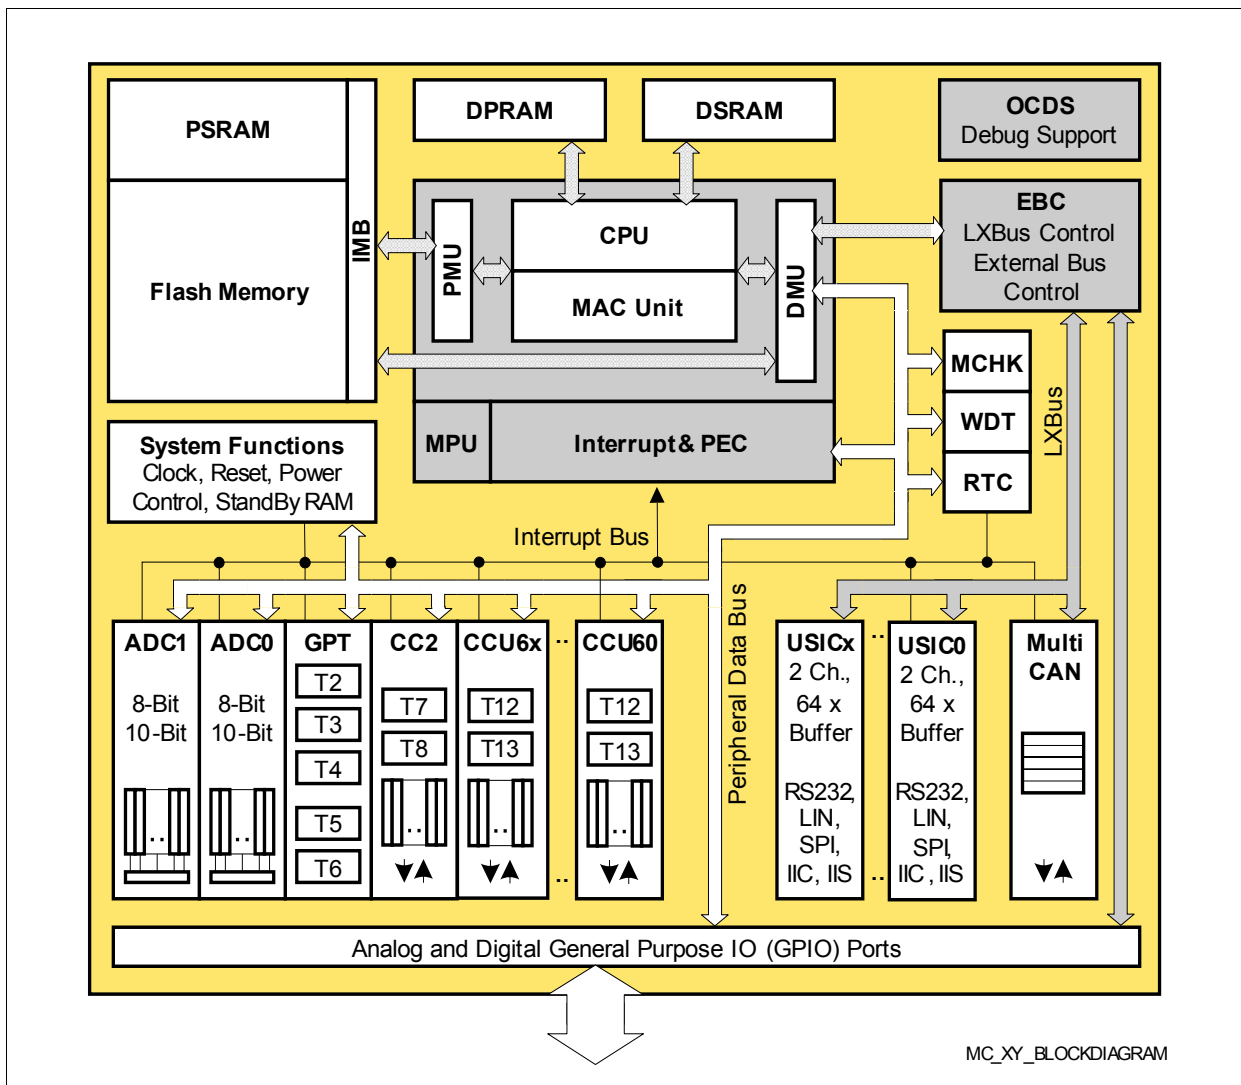 PSRAM
Flash Memory
IMB
DPRAM
DSRAM
OCDS
Debug Support
PMU
CPU
MAC Unit
DMU
EBC
LXBus Control
External Bus
Control
MPU
Interrupt & PEC
MCHK
WDT
RTC
LXBus
System Functions
Clock, Reset, Power
Control, StandBy RAM
Interrupt Bus
Peripheral Data Bus
ADC1
8-Bit
10-Bit
..
ADC0
8-Bit
10-Bit
..
GPT
T2
T3
T4
T5
T6
CC2
T7
T8
..
CCU6x
T12
T13
..
..
..
CCU60
T12
T13
..
USICx
2 Ch.,
64 x
Buffer
RS232,
LIN,
SPI,
IIC, IIS
..
..
USIC0
2 Ch.,
64 x
Buffer
RS232,
LIN,
SPI,
IIC, IIS
Multi
CAN
Analog and Digital General Purpose IO (GPIO) Ports
MC_XY_BLOCKDIAGRAM